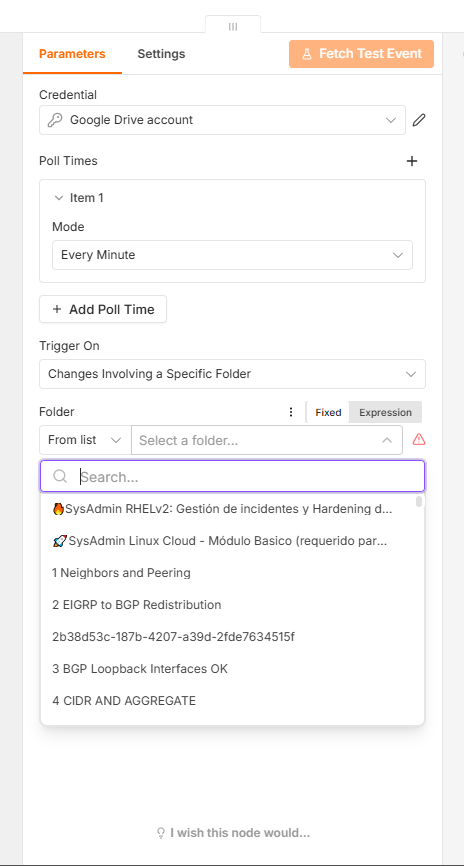 Parameters Settings Fetch Test Event
Credential
Google Drive account
Poll Times
Item 1
Mode
Every Minute
Add Poll Time
Trigger On
Changes Involving a Specific Folder
Folder Fixed Expression
From list Select a folder...
Search...
🔥SysAdmin RHELv2: Gestión de incidentes y Hardening d...
🚀SysAdmin Linux Cloud - Módulo Basico (requerido par...
1 Neighbors and Peering
2 EIGRP to BGP Redistribution
2b38d53c-187b-4207-a39d-2fde7634515f
3 BGP Loopback Interfaces OK
4 CIDR AND AGGREGATE
I wish this node would...